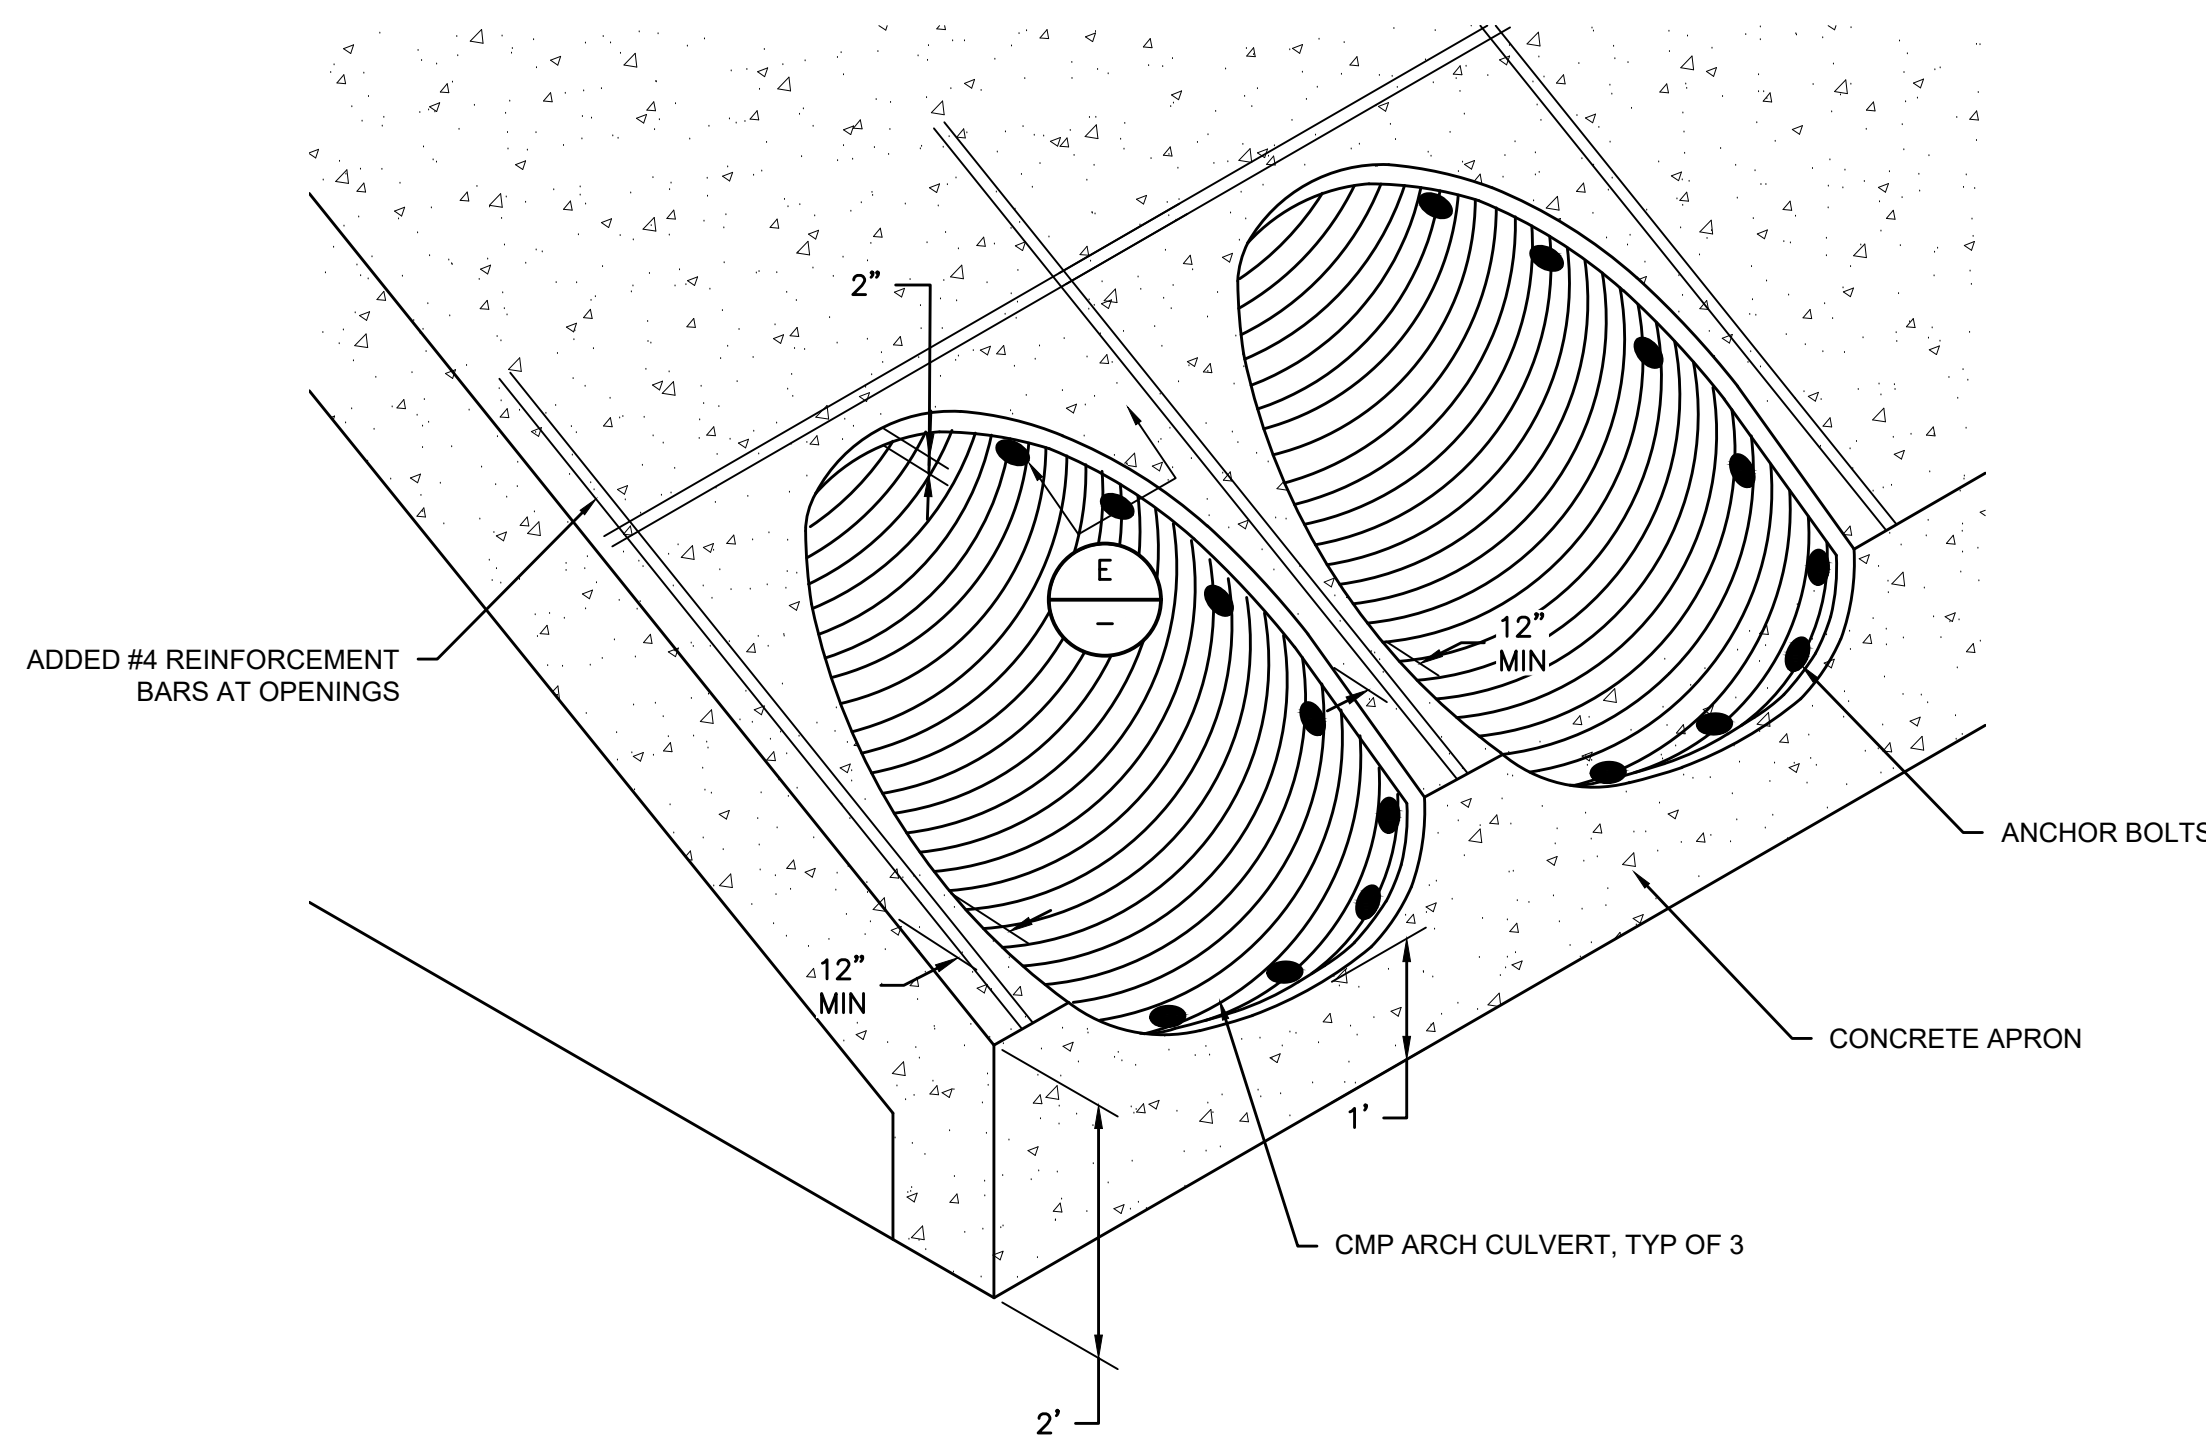 2”
E
–
12”
MIN
ADDED #4 REINFORCEMENT
BARS AT OPENINGS
ANCHOR BOLTS
12”
MIN
CONCRETE APRON
1’
CMP ARCH CULVERT, TYP OF 3
2’